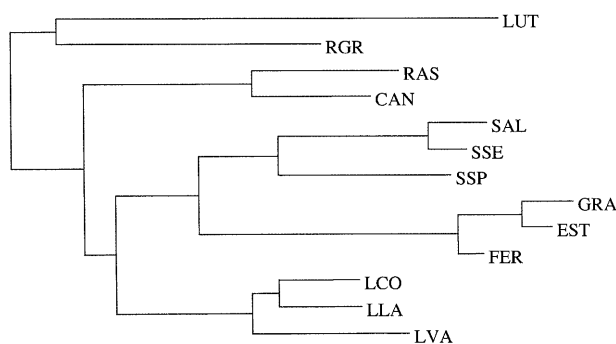 LUT
RGR
RAS
CAN
SAL
SSE
SSP
GRA
EST
FER
LCO
LLA
LVA